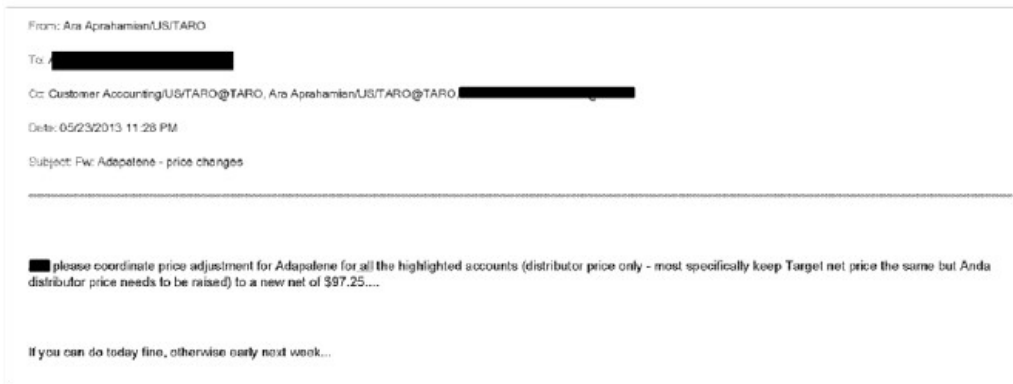 From: Ara Aprahamian/US/TARO
To:
Cc: Customer Accounting/US/TARO@TARO, Ara Aprahamian/US/TARO@TARO,
Date: 05/23/2013 11:28 PM
Subject: Fw: Adapalene - price changes
please coordinate price adjustment for Adapalene for all the highlighted accounts (distributor price only - most specifically keep Target net price the same but Anda
distributor price needs to be raised) to a new net of $97.25....
If you can do today fine, otherwise early next week...